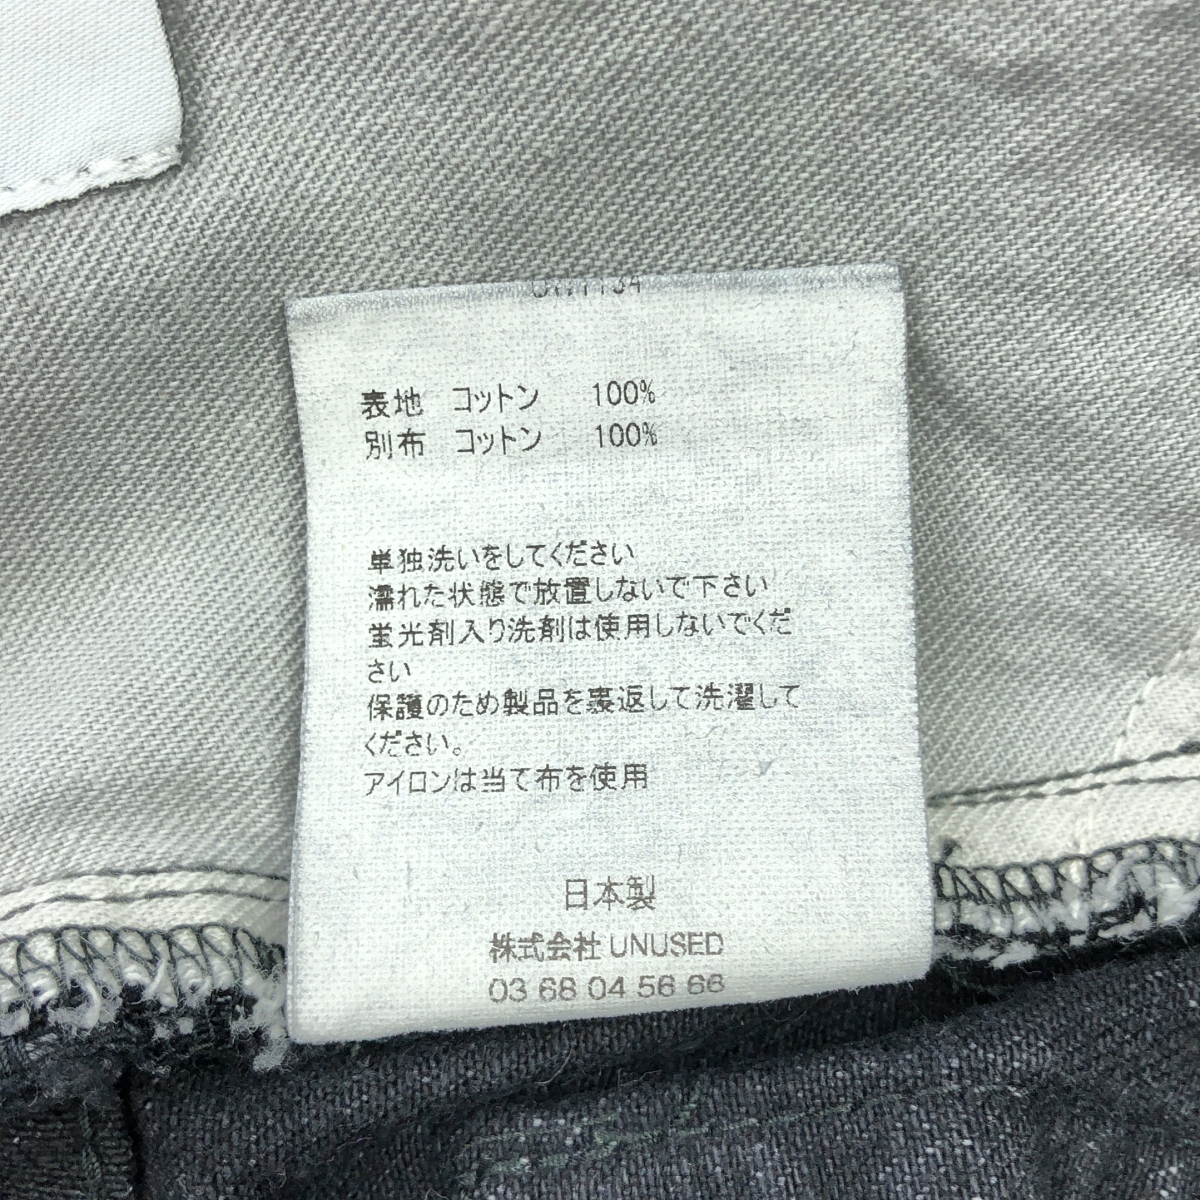 表地 コットン 100%
別布 コットン 100%
単独洗いをしてください
濡れた状態で放置しないで下さい
蛍光剤入り洗剤は使用しないでくだ
さい
保護のため製品を裏返して洗濯して
ください。
アイロンは当て布を使用
日本製
株式会社 UNUSED
03 68 04 56 66